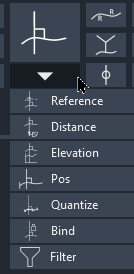 Reference
Distance
Elevation
Pos
Quantize
Bind
Filter